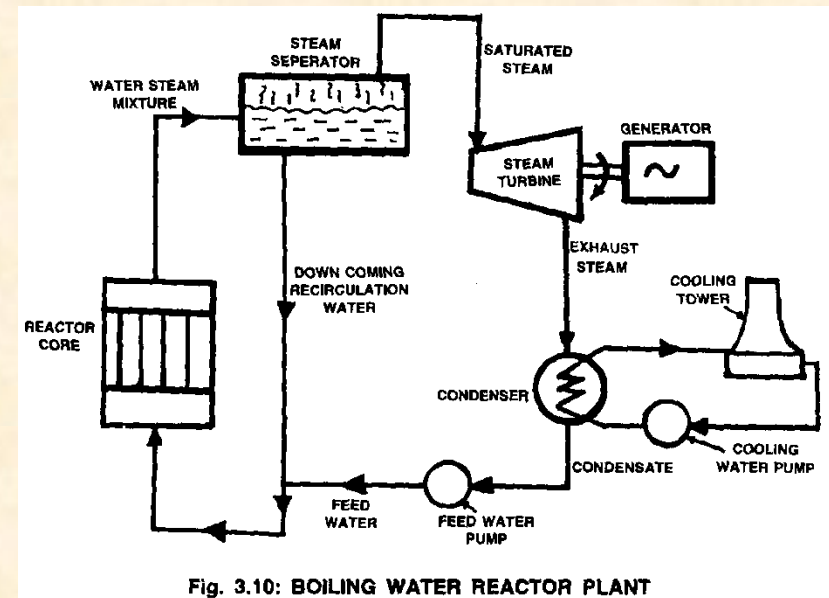 STEAM
SEPERATOR
SATURATED
STEAM
WATER STEAM
MIXTURE
GENERATOR
STEAM
TURBINE
~
EXHAUST
STEAM
DOWN COMING
RECIRCULATION
WATER
COOLING
TOWER
REACTOR
CORE
CONDENSER
COOLING
WATER PUMP
CONDENSATE
FEED
WATER
FEED WATER
PUMP
Fig. 3.10: BOILING WATER REACTOR PLANT